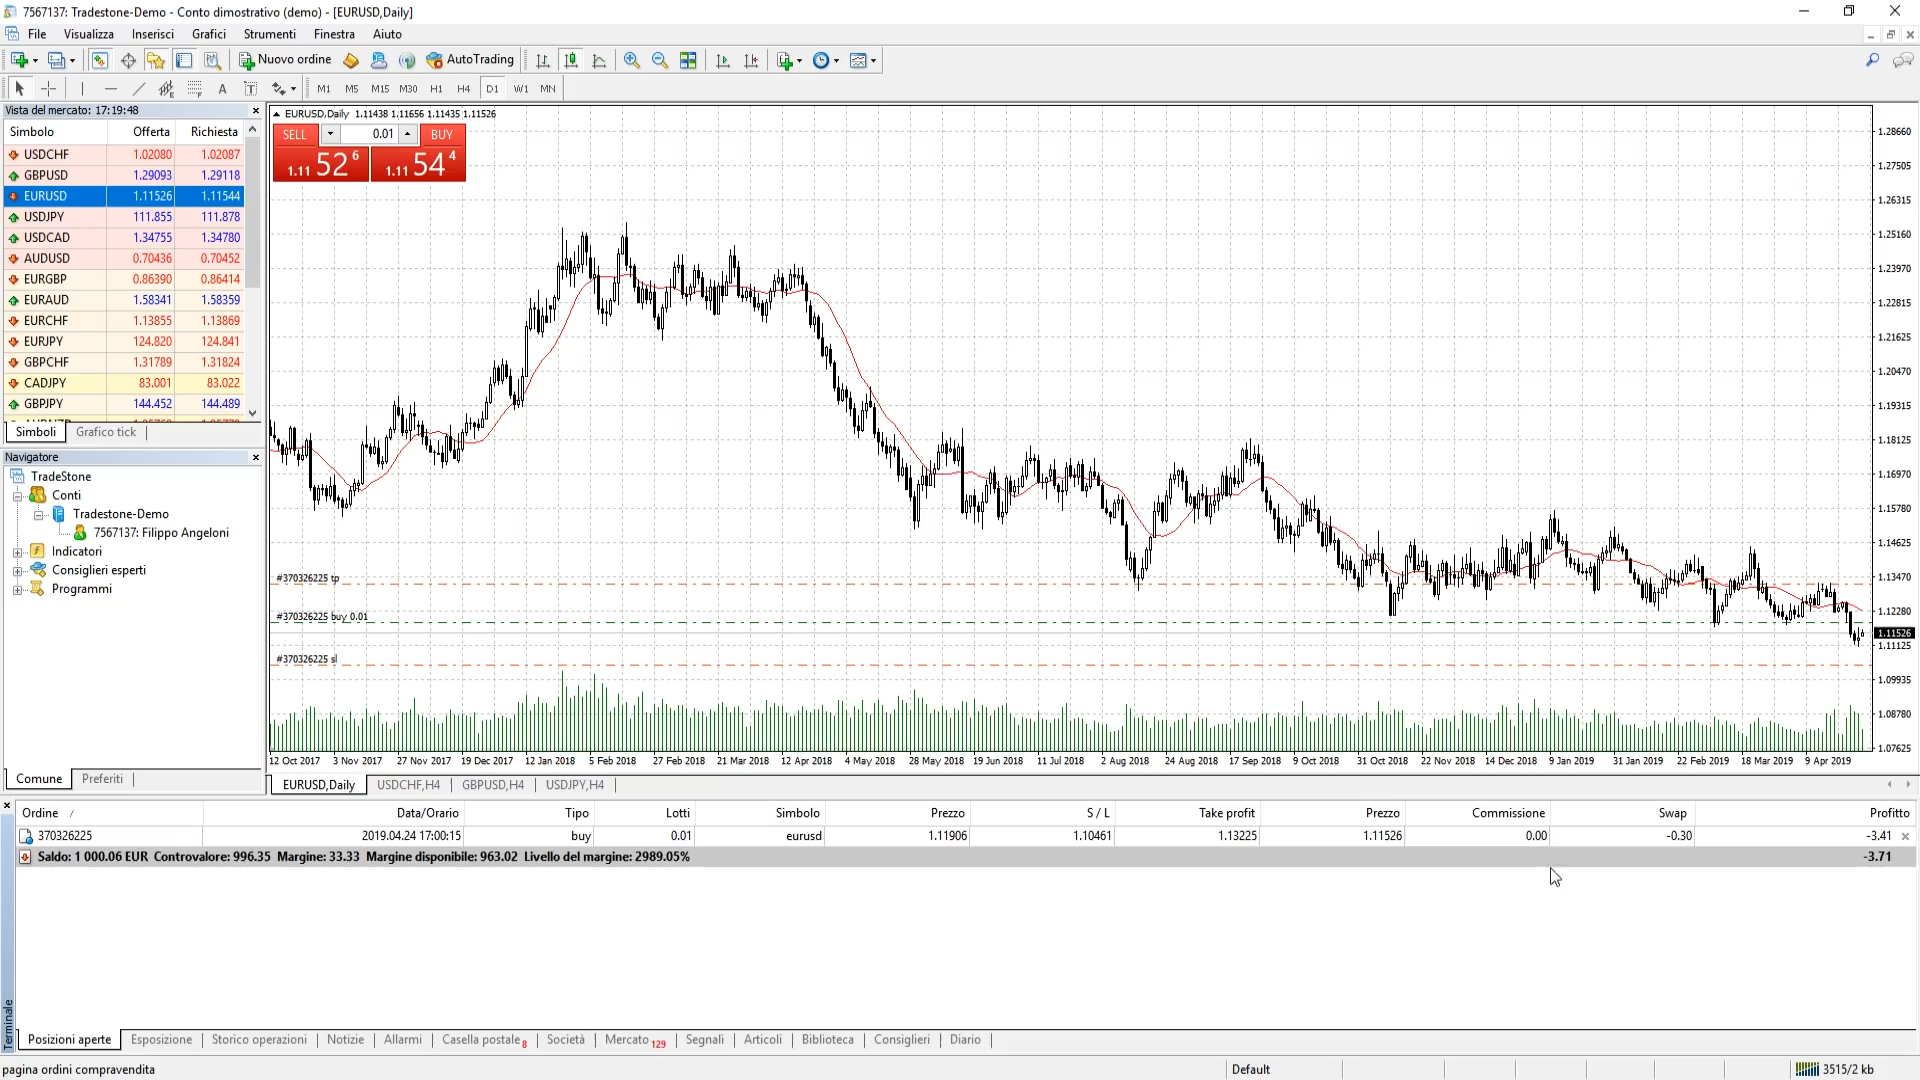 7567137: Tradestone-Demo - Conto dimostrativo (demo) - [EURUSD,Daily]
File Visualizza Inserisci Grafici Strumenti Finestra Aiuto
Nuovo ordine AutoTrading
A T M1 M5 M15 M30 H1 H4 D1 W1 MN
Vista del mercato: 17:19:48
Simbolo Offerta Richiesta
USDCHF 1.02080 1.02087
GBPUSD 1.29093 1.29118
EURUSD 1.11526 1.11544
USDJPY 111.855 111.878
USDCAD 1.34755 1.34780
AUDUSD 0.70436 0.70452
EURGBP 0.86390 0.86414
EURAUD 1.58341 1.58359
EURCHF 1.13855 1.13869
EURJPY 124.820 124.841
GBPCHF 1.31789 1.31824
CADJPY 83.001 83.022
GBPJPY 144.452 144.489
Simboli Grafico tick
Navigatore
TradeStone
Conti
Tradestone-Demo
7567137: Filippo Angeloni
Indicatori
Consiglieri esperti
Programmi
Comune Preferiti
EURUSD,Daily 1.11438 1.11656 1.11435 1.11526
SELL 0.01 BUY
1.11 52 6 1.11 54 4
#370326225 tp
#370326225 buy 0.01
#370326225 sl
1.28660
1.27505
1.26315
1.25160
1.23970
1.22815
1.21625
1.20470
1.19315
1.18125
1.16970
1.15780
1.14625
1.13470
1.12280
1.11526
1.11125
1.09935
1.08780
1.07625
12 Oct 2017 3 Nov 2017 27 Nov 2017 19 Dec 2017 12 Jan 2018 5 Feb 2018 27 Feb 2018 21 Mar 2018 12 Apr 2018 4 May 2018 28 May 2018 19 Jun 2018 11 Jul 2018 2 Aug 2018 24 Aug 2018 17 Sep 2018 9 Oct 2018 31 Oct 2018 22 Nov 2018 14 Dec 2018 9 Jan 2019 31 Jan 2019 22 Feb 2019 18 Mar 2019 9 Apr 2019
EURUSD,Daily USDCHF,H4 GBPUSD,H4 USDJPY,H4
Ordine / Data/Orario Tipo Lotti Simbolo Prezzo S / L Take profit Prezzo Commissione Swap Profitto
370326225 2019.04.24 17:00:15 buy 0.01 eurusd 1.11906 1.10461 1.13225 1.11526 0.00 -0.30 -3.41
Saldo: 1 000.06 EUR Controvalore: 996.35 Margine: 33.33 Margine disponibile: 963.02 Livello del margine: 2989.05% -3.71
Terminale
Posizioni aperte Esposizione Storico operazioni Notizie Allarmi Casella postale 8 Società Mercato 129 Segnali Articoli Biblioteca Consiglieri Diario
pagina ordini compravendita Default 3515/2 kb